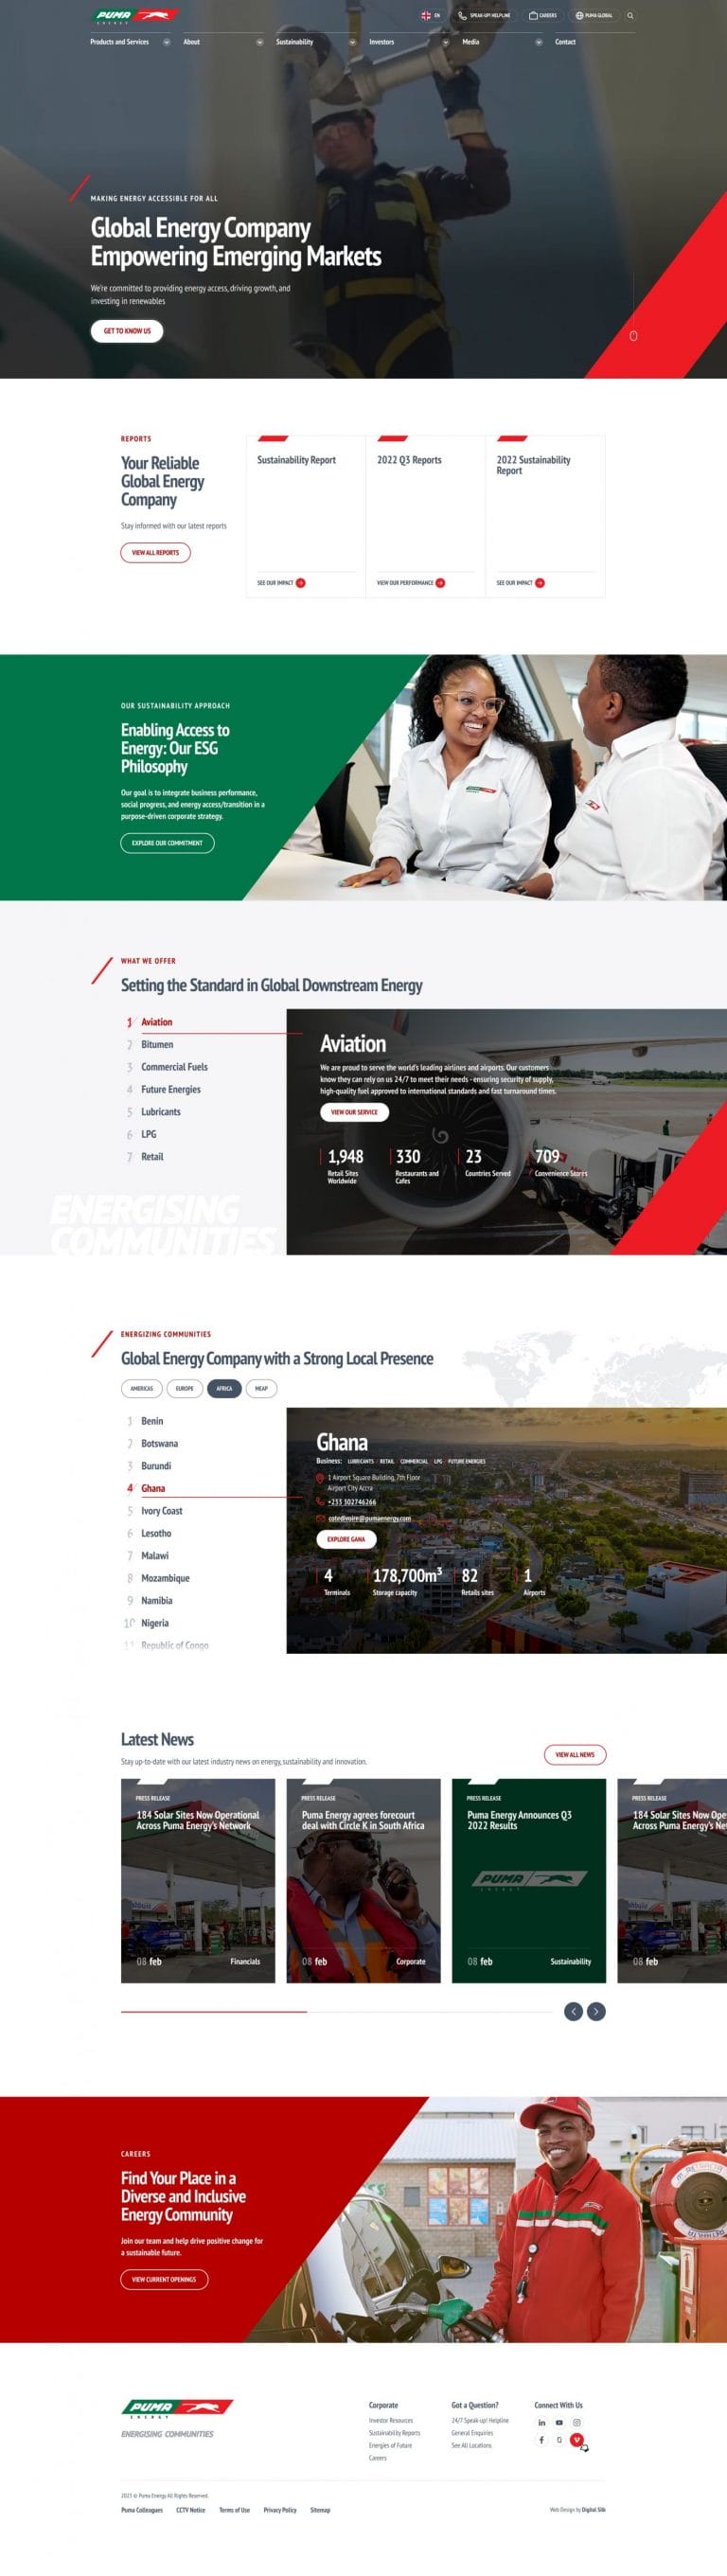 PUMA
ENERGY
EN
SPEAK-UP! HELPLINE
CAREERS
PUMA GLOBAL
Products and Services
About
Sustainability
Investors
Media
Contact
MAKING ENERGY ACCESSIBLE FOR ALL
Global Energy Company
Empowering Emerging Markets
We're committed to providing energy access, driving growth, and
investing in renewables
GET TO KNOW US
REPORTS
Your Reliable
Global Energy
Company
Stay informed with our latest reports
VIEW ALL REPORTS
Sustainability Report
SEE OUR IMPACT
2022 Q3 Reports
VIEW OUR PERFORMANCE
2022 Sustainability
Report
SEE OUR IMPACT
OUR SUSTAINABILITY APPROACH
Enabling Access to
Energy: Our ESG
Philosophy
Our goal is to integrate business performance,
social progress, and energy access/transition in a
purpose-driven corporate strategy.
EXPLORE OUR COMMITMENT
WHAT WE OFFER
Setting the Standard in Global Downstream Energy
1 Aviation
2 Bitumen
3 Commercial Fuels
4 Future Energies
5 Lubricants
6 LPG
7 Retail
ENERGISING
COMMUNITIES
Aviation
We are proud to serve the world's leading airlines and airports. Our customers
know they can rely on us 24/7 to meet their needs - ensuring security of supply,
high-quality fuel approved to international standards and fast turnaround times.
VIEW OUR SERVICE
1,948
Retail Sites
Worldwide
330
Restaurants and
Cafes
23
Countries Served
709
Convenience Stores
ENERGIZING COMMUNITIES
Global Energy Company with a Strong Local Presence
AMERICAS
EUROPE
AFRICA
MEAP
1 Benin
2 Botswana
3 Burundi
4 Ghana
5 Ivory Coast
6 Lesotho
7 Malawi
8 Mozambique
9 Namibia
10 Nigeria
11 Republic of Congo
Ghana
Business: LUBRICANTS RETAIL COMMERCIAL LPG FUTURE ENERGIES
1 Airport Square Building, 7th Floor
Airport City Accra
+233 302746266
cotedivoire@pumaenergy.com
EXPLORE GANA
4
Terminals
178,700m³
Storage capacity
82
Retails sites
1
Airports
Latest News
Stay up-to-date with our latest industry news on energy, sustainability and innovation.
VIEW ALL NEWS
PRESS RELEASE
184 Solar Sites Now Operational
Across Puma Energy's Network
08 feb
Financials
PRESS RELEASE
Puma Energy agrees forecourt
deal with Circle K in South Africa
08 feb
Corporate
PRESS RELEASE
Puma Energy Announces Q3
2022 Results
PUMA
ENERGY
08 feb
Sustainability
PRESS RELEASE
184 Solar Sites Now Ope
Across Puma Energy's Ne
08 feb
CAREERS
Find Your Place in a
Diverse and Inclusive
Energy Community
Join our team and help drive positive change for
a sustainable future.
VIEW CURRENT OPENINGS
PUMA
ENERGY
ENERGISING COMMUNITIES
Corporate
Investor Resources
Sustainability Reports
Energies of Future
Careers
Got a Question?
24/7 Speak up! Helpline
General Enquiries
See All Locations
Connect With Us
2023 © Puma Energy All Rights Reserved.
Puma Colleagues
CCTV Notice
Terms of Use
Privacy Policy
Sitemap
Web Design by Digital Silk